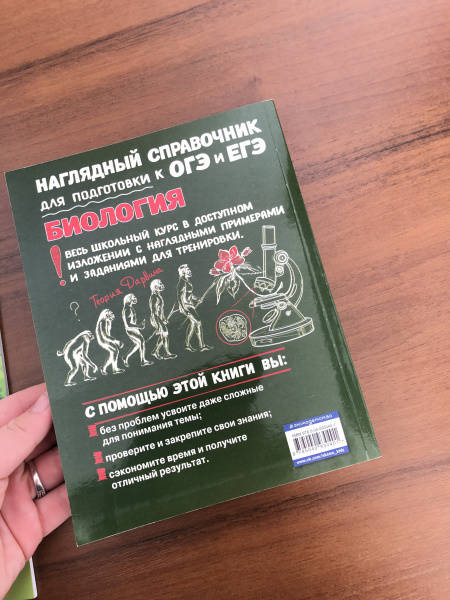 НАГЛЯДНЫЙ СПРАВОЧНИК
ДЛЯ ПОДГОТОВКИ К ОГЭ И ЕГЭ
БИОЛОГИЯ
! ВЕСЬ ШКОЛЬНЫЙ КУРС В ДОСТУПНОМ
ИЗЛОЖЕНИИ С НАГЛЯДНЫМИ ПРИМЕРАМИ
И ЗАДАНИЯМИ ДЛЯ ТРЕНИРОВКИ.
Теория Дарвина
?
С ПОМОЩЬЮ ЭТОЙ КНИГИ ВЫ:
без проблем усвоите даже сложные
для понимания темы;
проверите и закрепите свои знания;
сэкономите время и получите
отличный результат.